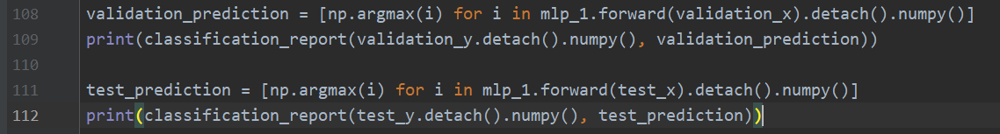 108 validation_prediction = [np.argmax(i) for i in mlp_1.forward(validation_x).detach().numpy()]
109 print(classification_report(validation_y.detach().numpy(), validation_prediction))
110
111 test_prediction = [np.argmax(i) for i in mlp_1.forward(test_x).detach().numpy()]
112 print(classification_report(test_y.detach().numpy(), test_prediction))